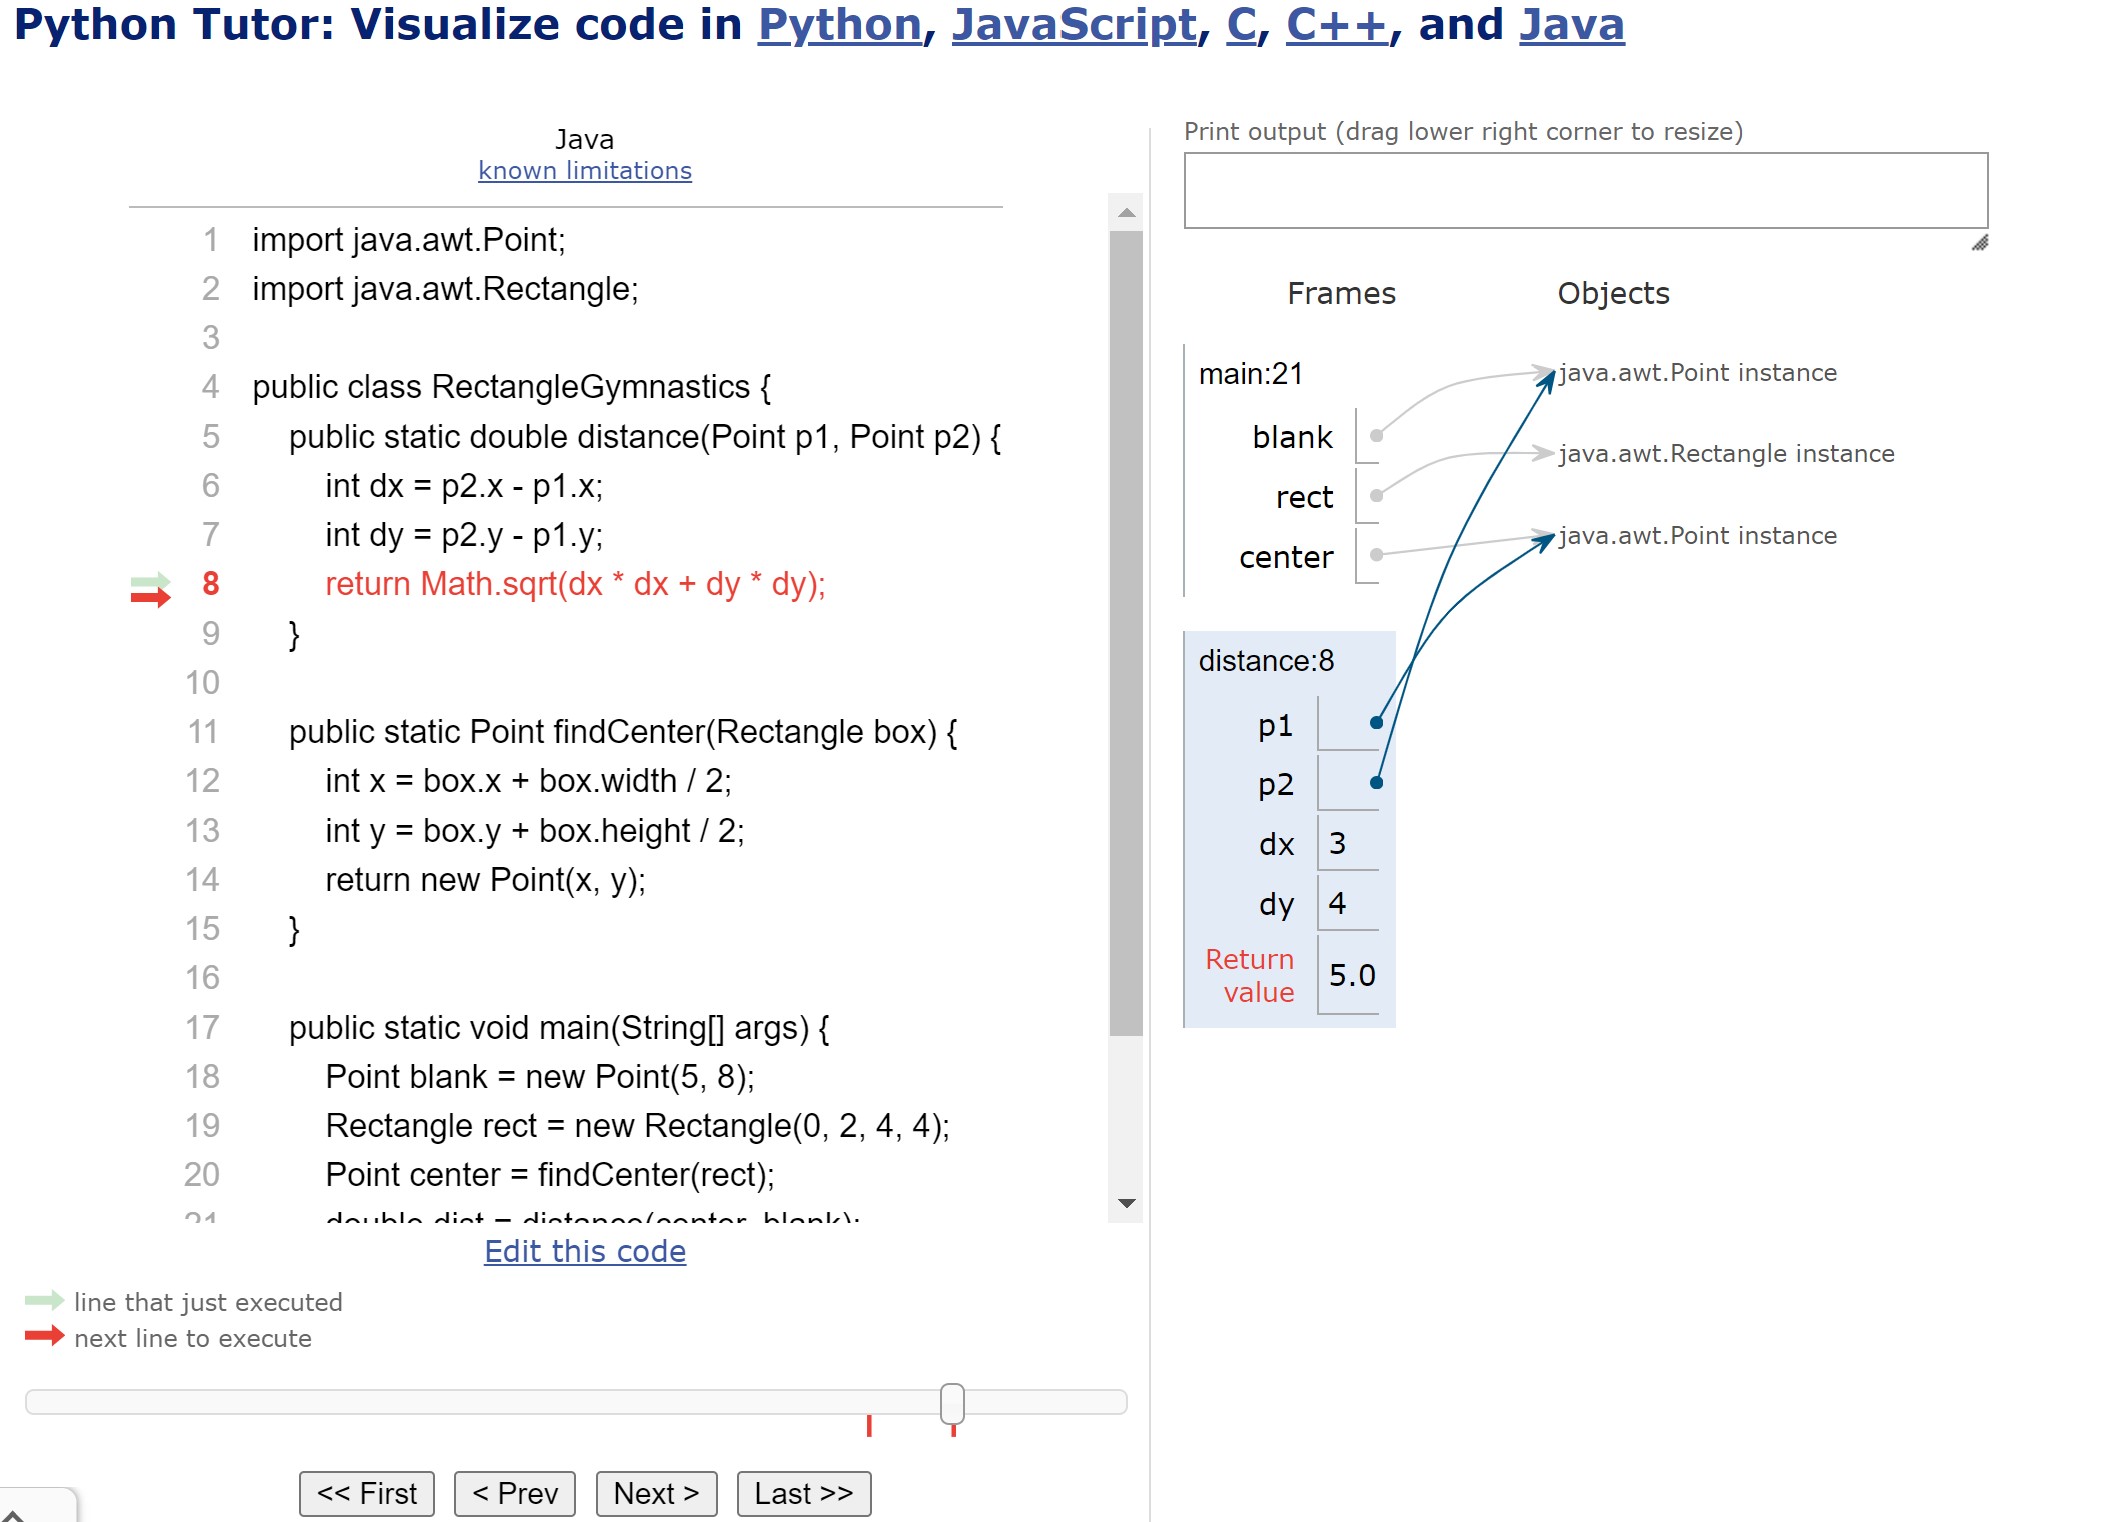 Python Tutor: Visualize code in Python, JavaScript, C, C++, and Java
Java
known limitations
1 import java.awt.Point;
2 import java.awt.Rectangle;
3
4 public class RectangleGymnastics {
5 public static double distance(Point p1, Point p2) {
6 int dx = p2.x - p1.x;
7 int dy = p2.y - p1.y;
8 return Math.sqrt(dx * dx + dy * dy);
9 }
10
11 public static Point findCenter(Rectangle box) {
12 int x = box.x + box.width / 2;
13 int y = box.y + box.height / 2;
14 return new Point(x, y);
15 }
16
17 public static void main(String[] args) {
18 Point blank = new Point(5, 8);
19 Rectangle rect = new Rectangle(0, 2, 4, 4);
20 Point center = findCenter(rect);
21 double dist = distance(center, blank);
Edit this code
line that just executed
next line to execute
<< First < Prev Next > Last >>
Print output (drag lower right corner to resize)
Frames Objects
main:21
blank
rect
center
java.awt.Point instance
java.awt.Rectangle instance
java.awt.Point instance
distance:8
p1
p2
dx 3
dy 4
Return
value 5.0